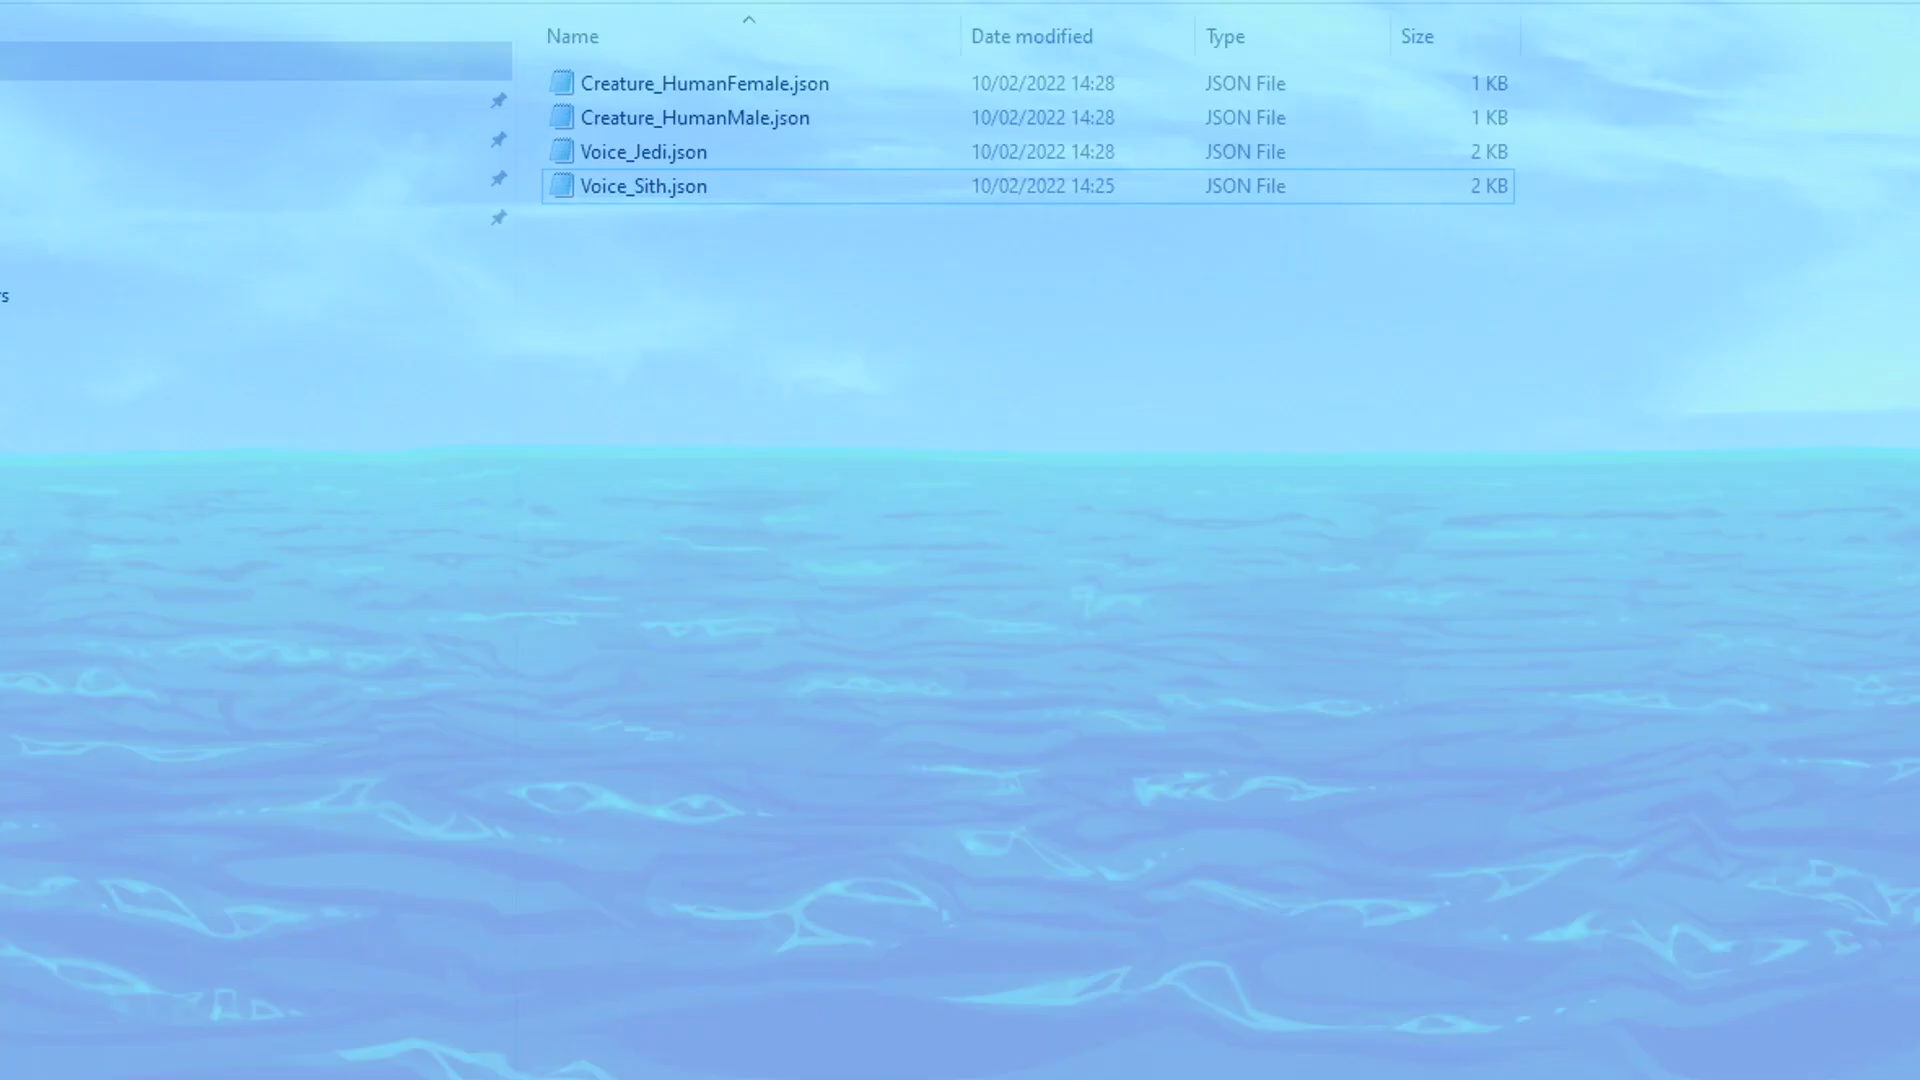 Name Date modified Type Size
Creature_HumanFemale.json 10/02/2022 14:28 JSON File 1 KB
Creature_HumanMale.json 10/02/2022 14:28 JSON File 1 KB
Voice_Jedi.json 10/02/2022 14:28 JSON File 2 KB
Voice_Sith.json 10/02/2022 14:25 JSON File 2 KB